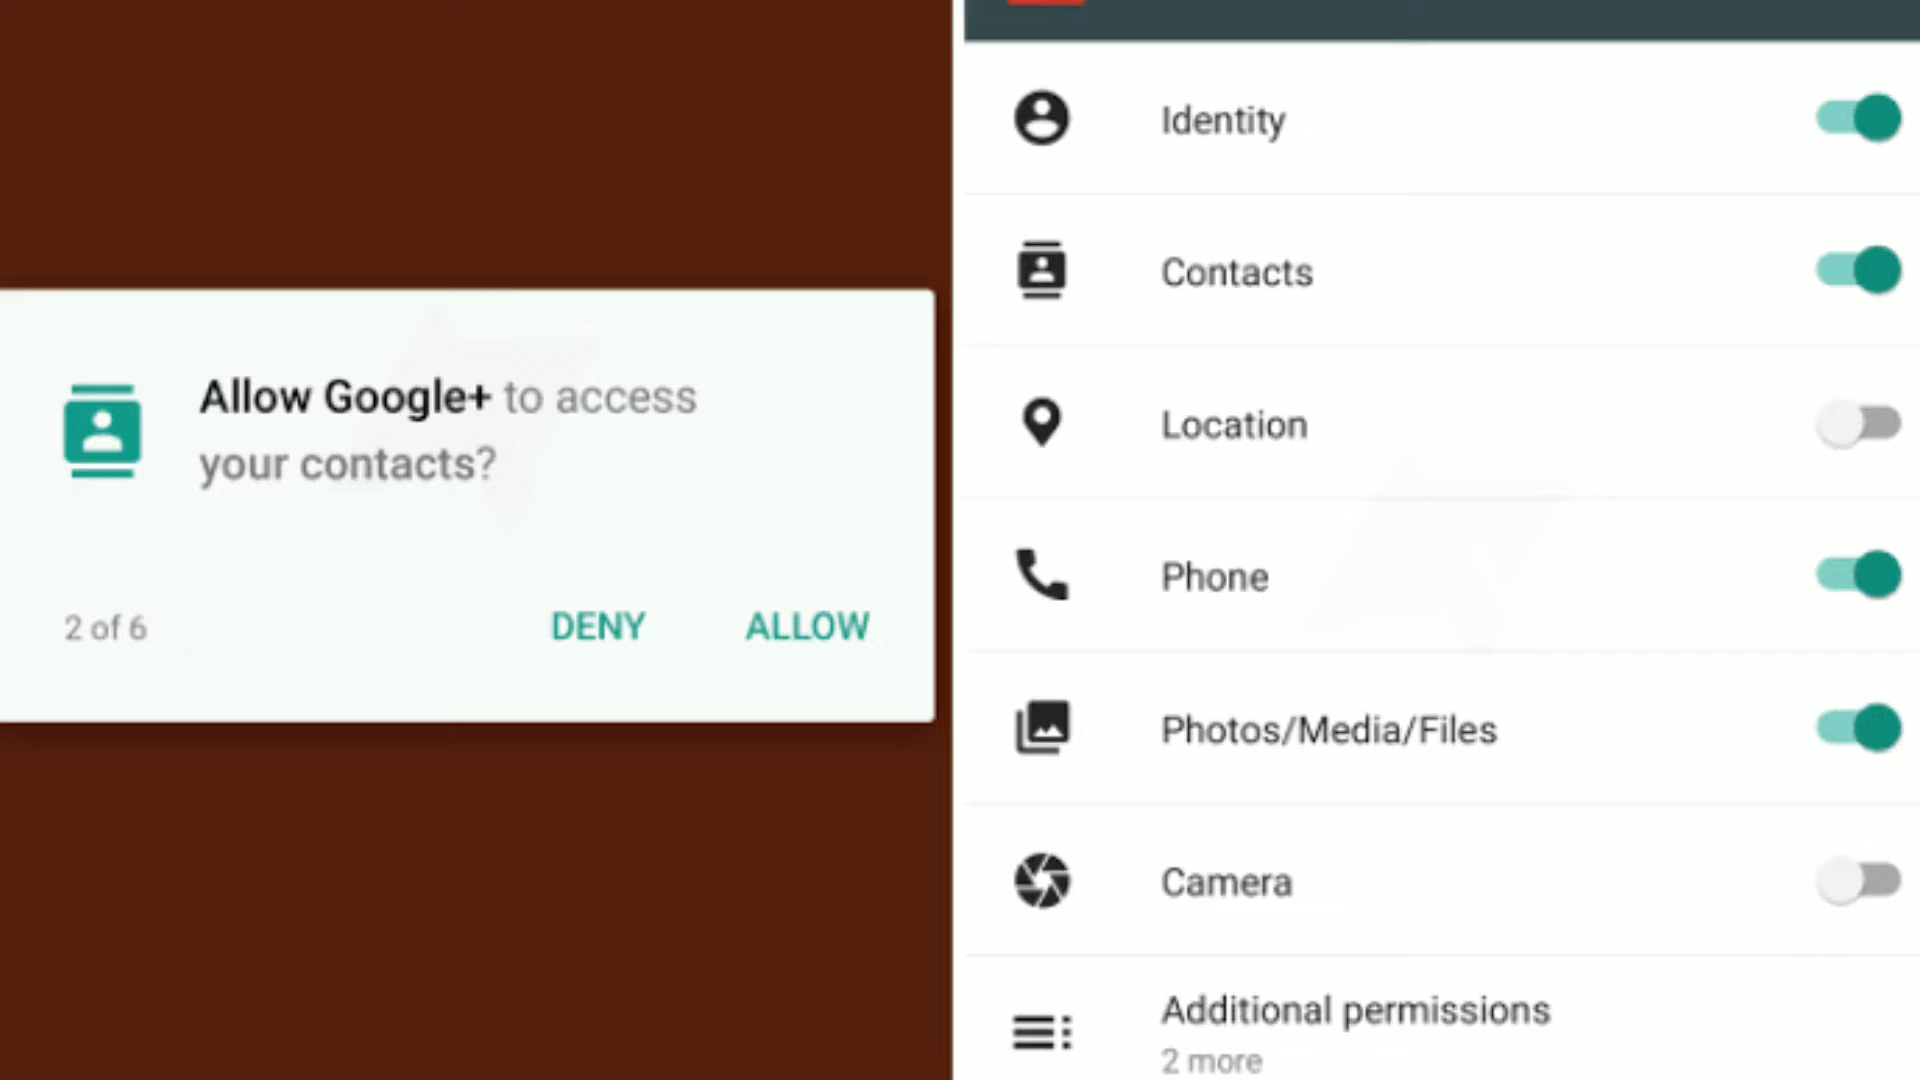 Allow Google+ to access
your contacts?
2 of 6
DENY
ALLOW
Identity
Contacts
Location
Phone
Photos/Media/Files
Camera
Additional permissions
2 more